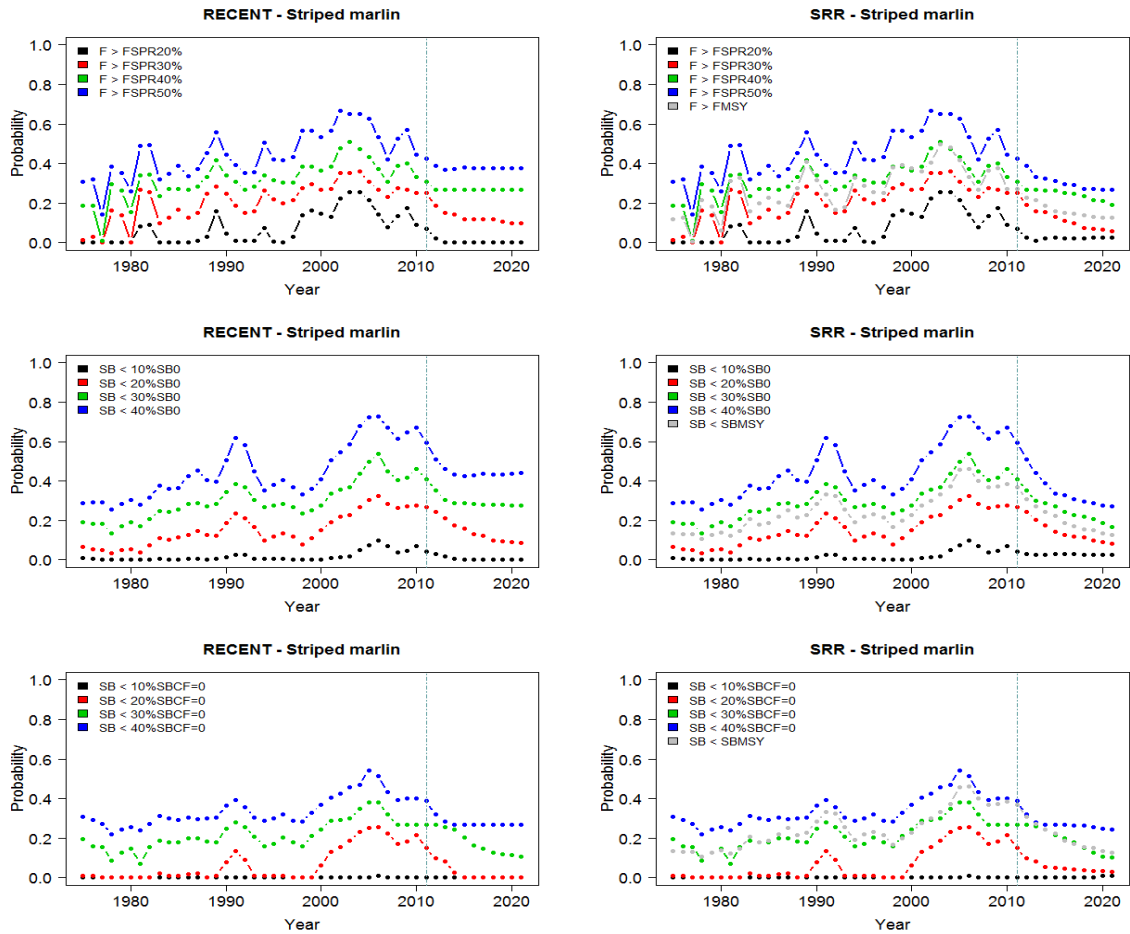 RECENT - Striped marlin
Probability
1.0
0.8
0.6
0.4
0.2
0.0
F > FSPR20%
F > FSPR30%
F > FSPR40%
F > FSPR50%
1980 1990 2000 2010 2020
Year
SRR - Striped marlin
Probability
1.0
0.8
0.6
0.4
0.2
0.0
F > FSPR20%
F > FSPR30%
F > FSPR40%
F > FSPR50%
F > FMSY
1980 1990 2000 2010 2020
Year
RECENT - Striped marlin
Probability
1.0
0.8
0.6
0.4
0.2
0.0
SB < 10%SB0
SB < 20%SB0
SB < 30%SB0
SB < 40%SB0
1980 1990 2000 2010 2020
Year
SRR - Striped marlin
Probability
1.0
0.8
0.6
0.4
0.2
0.0
SB < 10%SB0
SB < 20%SB0
SB < 30%SB0
SB < 40%SB0
SB < SBMSY
1980 1990 2000 2010 2020
Year
RECENT - Striped marlin
Probability
1.0
0.8
0.6
0.4
0.2
0.0
SB < 10%SBCF=0
SB < 20%SBCF=0
SB < 30%SBCF=0
SB < 40%SBCF=0
1980 1990 2000 2010 2020
Year
SRR - Striped marlin
Probability
1.0
0.8
0.6
0.4
0.2
0.0
SB < 10%SBCF=0
SB < 20%SBCF=0
SB < 30%SBCF=0
SB < 40%SBCF=0
SB < SBMSY
1980 1990 2000 2010 2020
Year